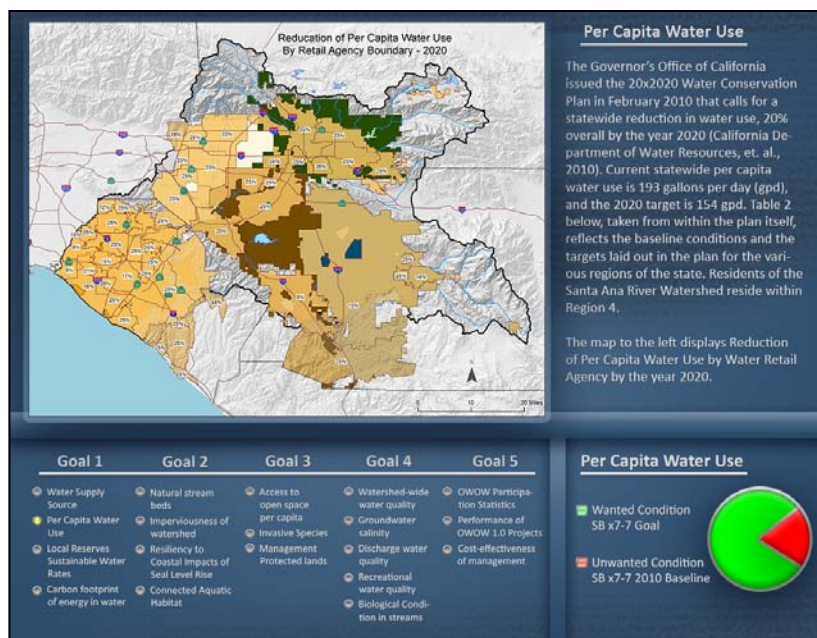 Reducation of Per Capita Water Use
By Retail Agency Boundary - 2020
N
0 10 20 Miles
Per Capita Water Use
The Governor's Office of California
issued the 20x2020 Water Conservation
Plan in February 2010 that calls for a
statewide reduction in water use, 20%
overall by the year 2020 (California De-
partment of Water Resources, et. al.,
2010). Current statewide per capita
water use is 193 gallons per day (gpd),
and the 2020 target is 154 gpd. Table 2
below, taken from within the plan itself,
reflects the baseline conditions and the
targets laid out in the plan for the vari-
ous regions of the state. Residents of the
Santa Ana River Watershed reside within
Region 4.
The map to the left displays Reduction
of Per Capita Water Use by Water Retail
Agency by the year 2020.
Goal 1
Water Supply
Source
Per Capita Water
Use
Local Reserves
Sustainable Water
Rates
Carbon footprint
of energy in water
Goal 2
Natural stream
beds
Imperviousness of
watershed
Resiliency to
Coastal Impacts of
Seal Level Rise
Connected Aquatic
Habitat
Goal 3
Access to
open space
per capita
Invasive Species
Management
Protected lands
Goal 4
Watershed-wide
water quality
Groundwater
salinity
Discharge water
quality
Recreational
water quality
Biological Condi-
tion in streams
Goal 5
OWOW Participa-
tion Statistics
Performance of
OWOW 1.0 Projects
Cost-effectiveness
of management
Per Capita Water Use
Wanted Condition
SB x7-7 Goal
Unwanted Condition
SB x7-7 2010 Baseline